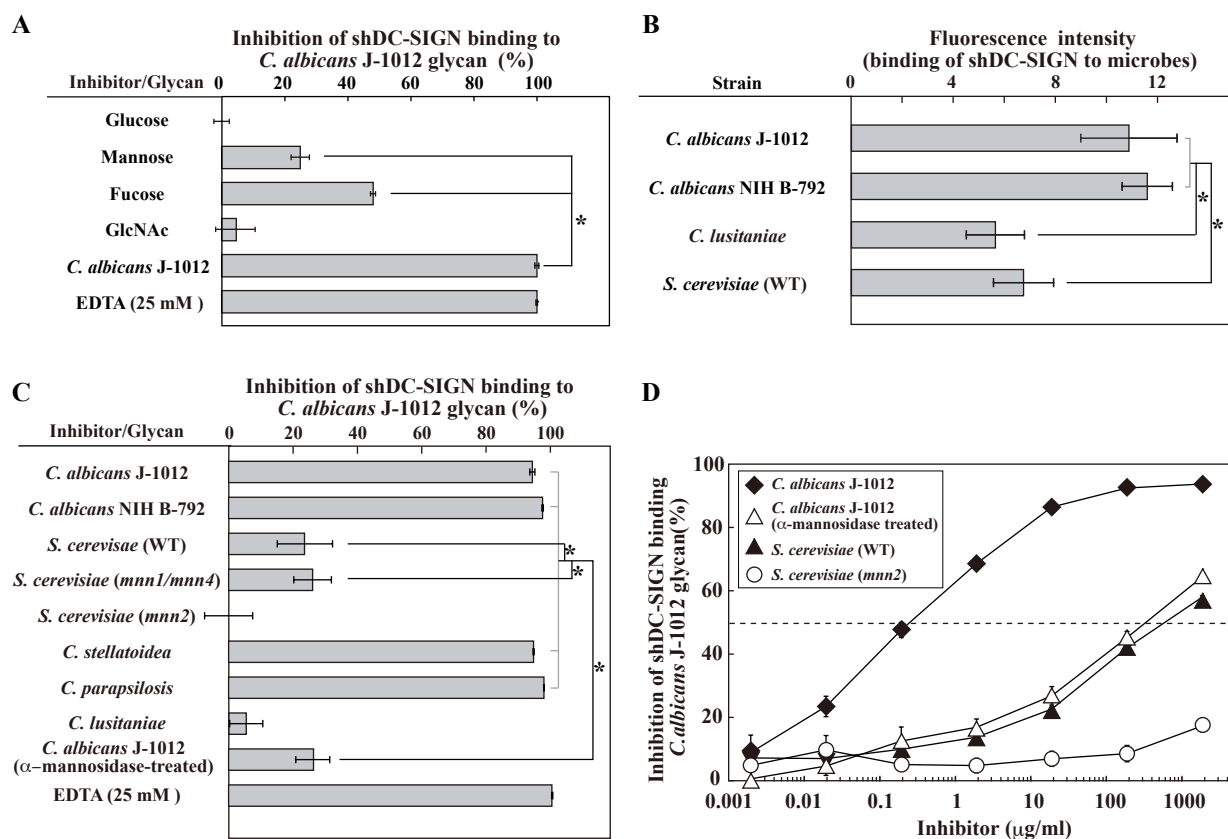 A
Inhibition of shDC-SIGN binding to
C. albicans J-1012 glycan (%)
Inhibitor/Glycan
0 20 40 60 80 100
Glucose
Mannose
Fucose
GlcNAc
C. albicans J-1012
EDTA (25 mM )
*
B
Fluorescence intensity
(binding of shDC-SIGN to microbes)
Strain
0 4 8 12
C. albicans J-1012
C. albicans NIH B-792
C. lusitaniae
S. cerevisiae (WT)
*
*
C
Inhibition of shDC-SIGN binding to
C. albicans J-1012 glycan (%)
Inhibitor/Glycan
0 20 40 60 80 100
C. albicans J-1012
C. albicans NIH B-792
S. cerevisae (WT)
S. cerevisiae (mnn1/mnn4)
S. cerevisiae (mnn2)
C. stellatoidea
C. parapsilosis
C. lusitaniae
C. albicans J-1012
(α−mannosidase-treated)
EDTA (25 mM )
*
*
*
D
Inhibition of shDC-SIGN binding
C.albicans J-1012 glycan(%)
100
80
60
40
20
0
C. albicans J-1012
C. albicans J-1012
(α-mannosidase treated)
S. cerevisiae (WT)
S. cerevisiae (mnn2)
0.001 0.01 0.1 1 10 100 1000
Inhibitor (μg/ml)